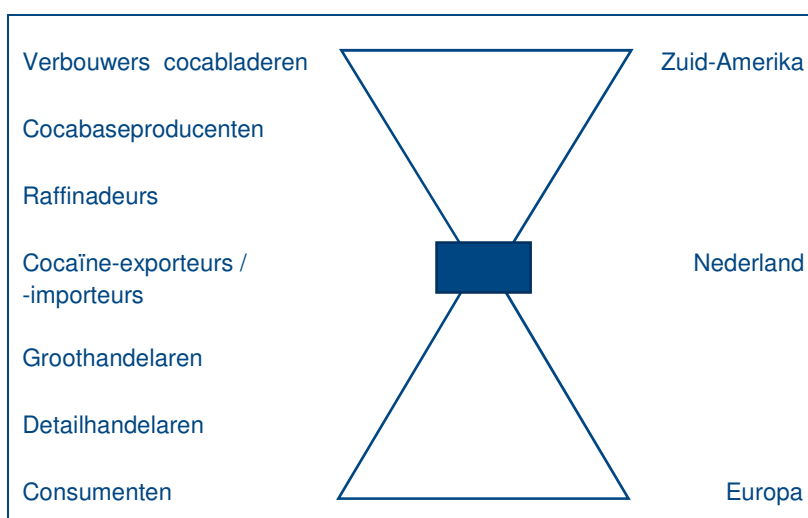 Verbouwers cocabladeren
Zuid-Amerika
Cocabaseproducenten
Raffinadeurs
Cocaïne-exporteurs /
-importeurs
Nederland
Groothandelaren
Detailhandelaren
Consumenten
Europa